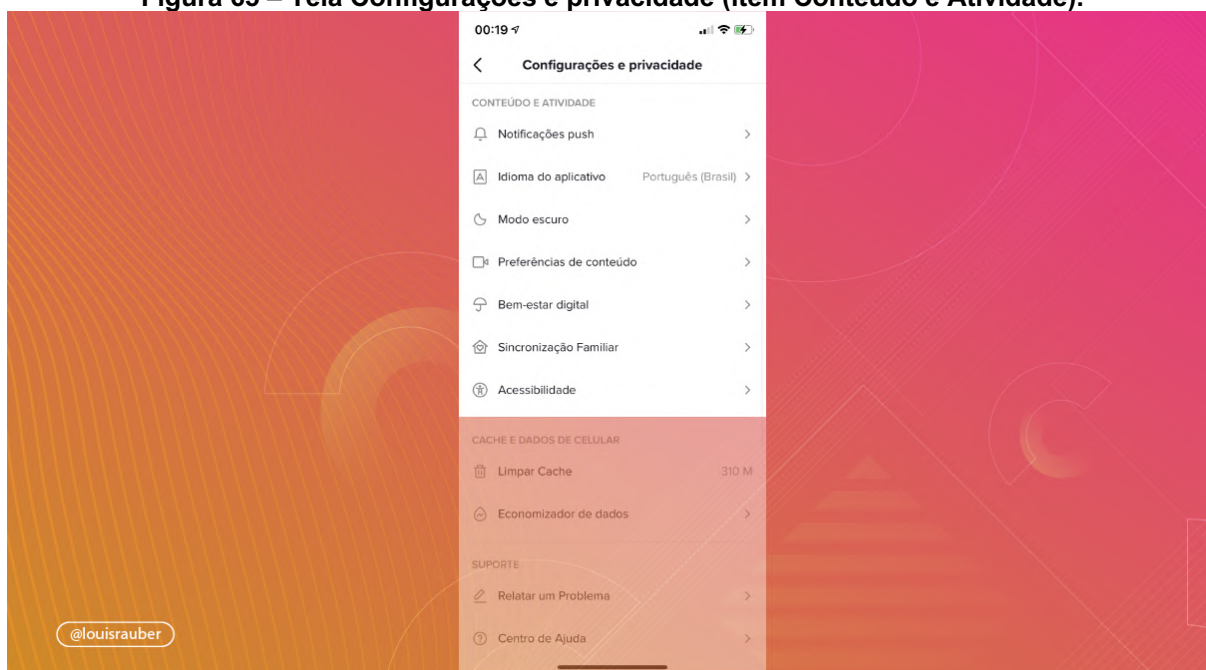 Figura 65 – Tela Configurações e privacidade (item Conteúdo e Atividade).
00:19
Configurações e privacidade
CONTEÚDO E ATIVIDADE
Notificações push
Idioma do aplicativo Português (Brasil)
Modo escuro
Preferências de conteúdo
Bem-estar digital
Sincronização Familiar
Acessibilidade
CACHE E DADOS DE CELULAR
Limpar Cache 310 M
Economizador de dados
SUPORTE
Relatar um Problema
Centro de Ajuda
@louisrauber